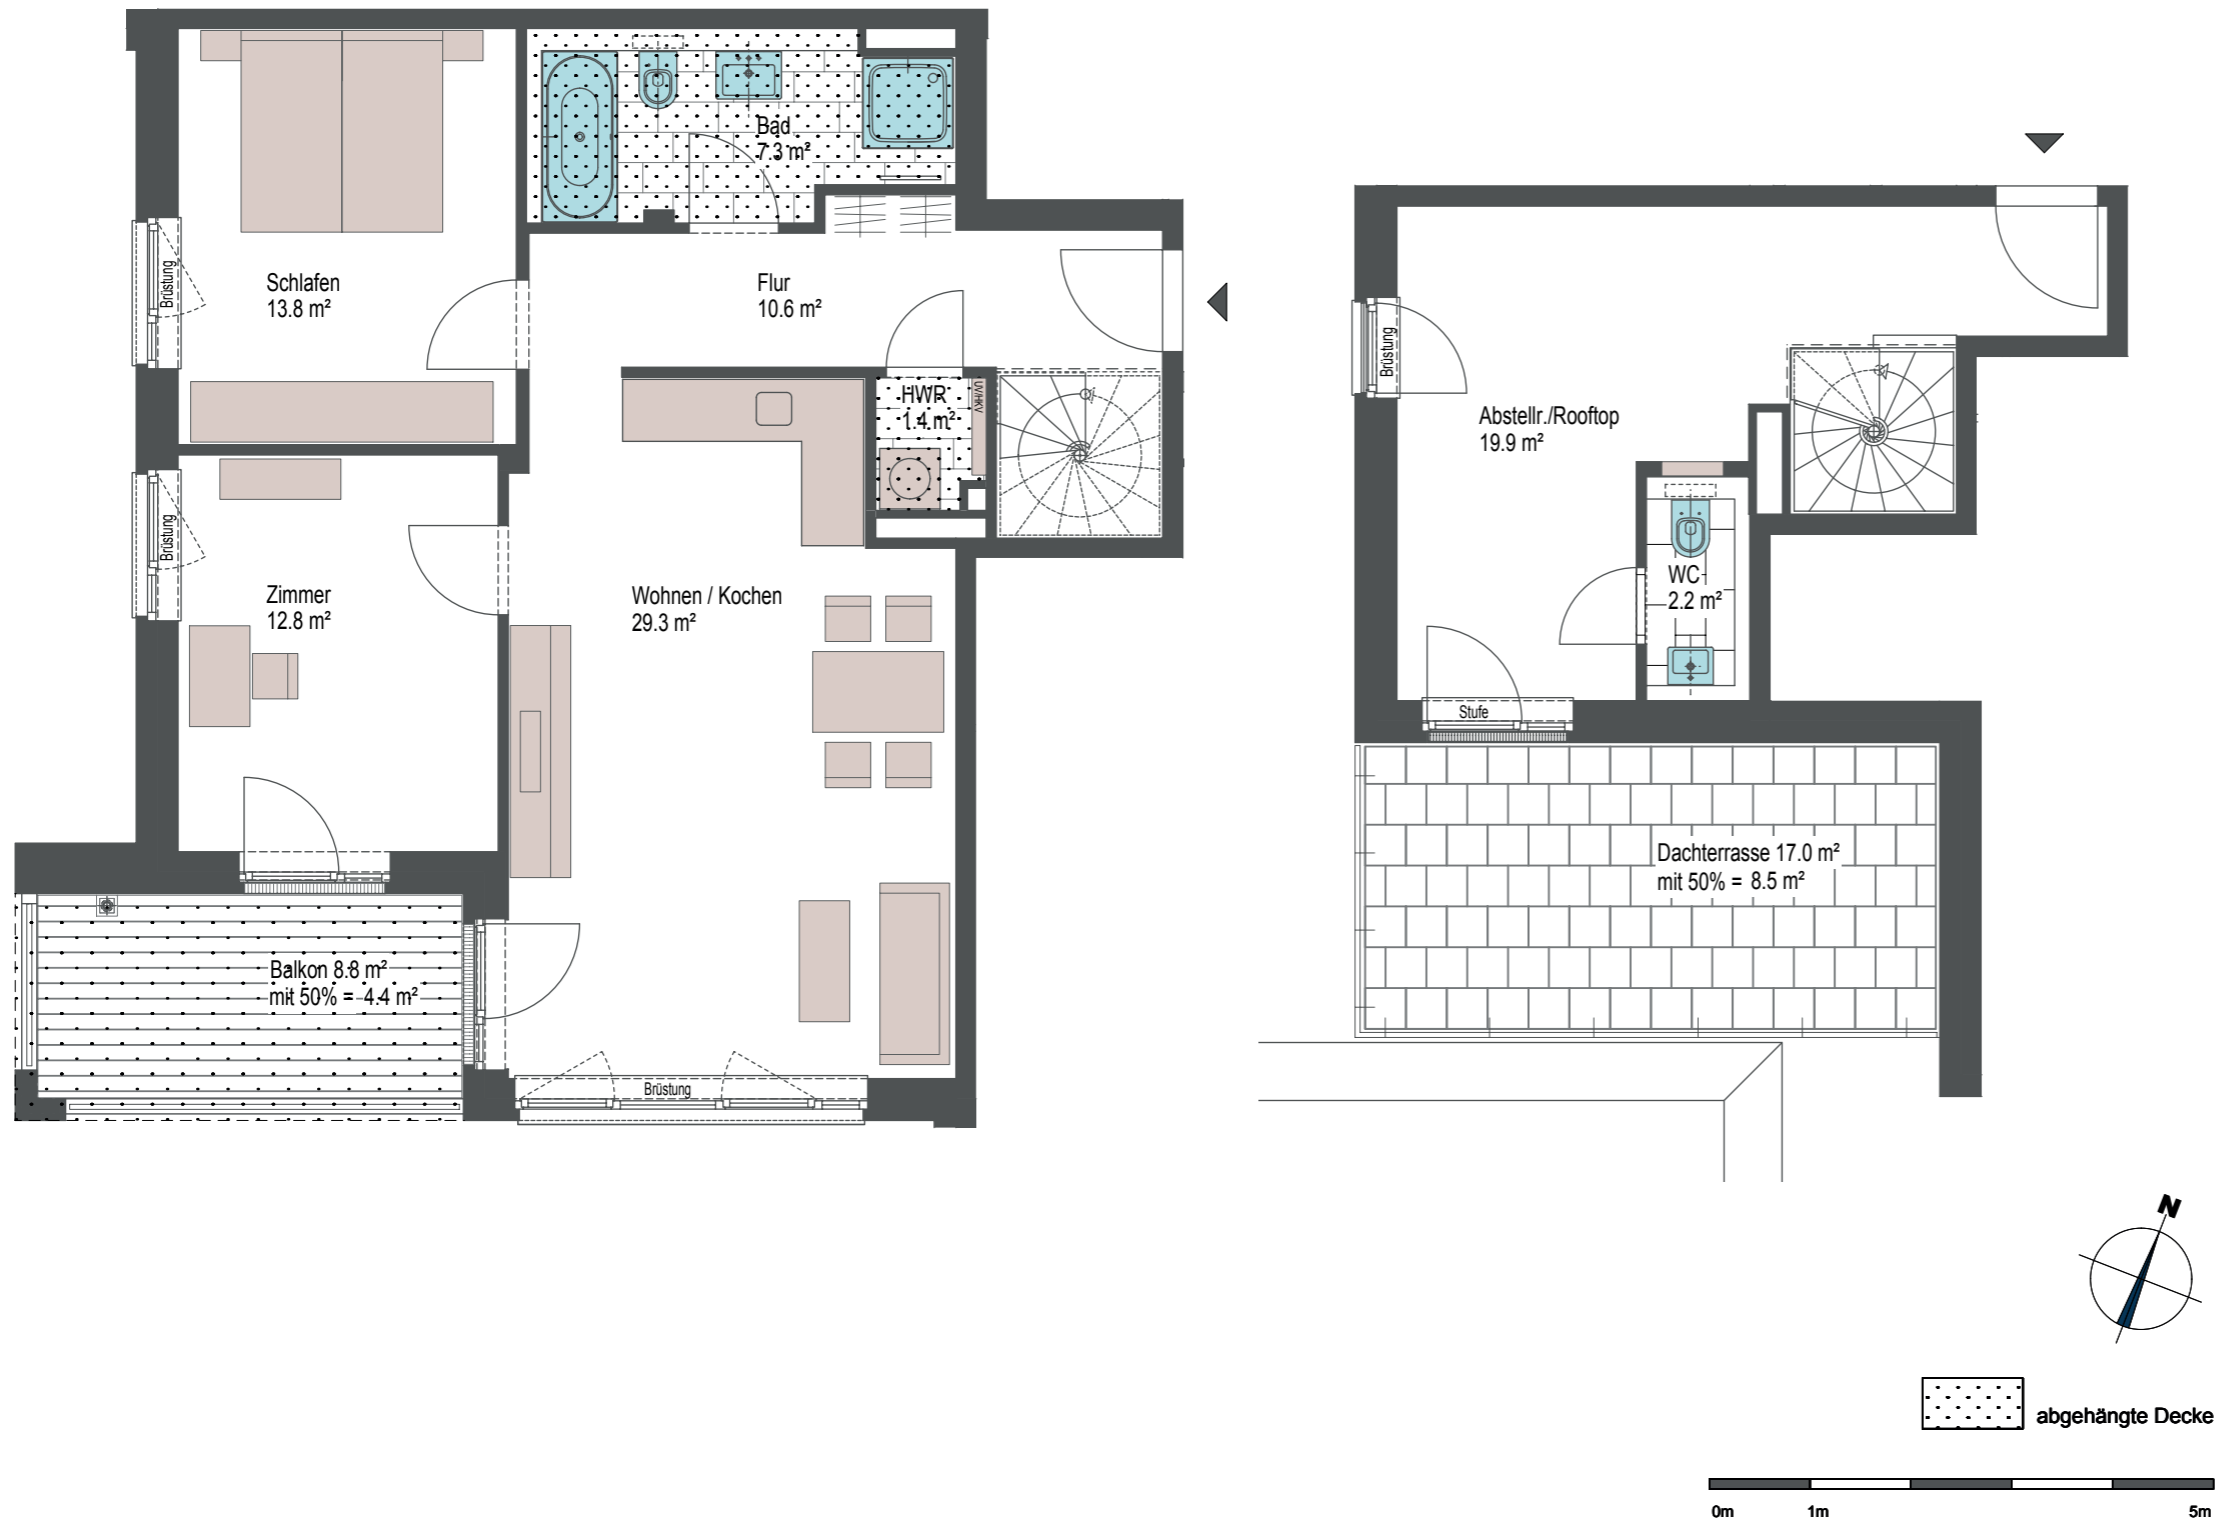 Bad
7.3 m²
Schlafen
13.8 m²
Brüstung
Flur
10.6 m²
HWR
1.4 m²
UV/HKV
Zimmer
12.8 m²
Brüstung
Wohnen / Kochen
29.3 m²
Balkon 8.8 m²
mit 50% = 4.4 m²
Brüstung
Brüstung
Abstellr./Rooftop
19.9 m²
WC
2.2 m²
Stufe
Dachterrasse 17.0 m²
mit 50% = 8.5 m²
N
abgehängte Decke
0m 1m 5m